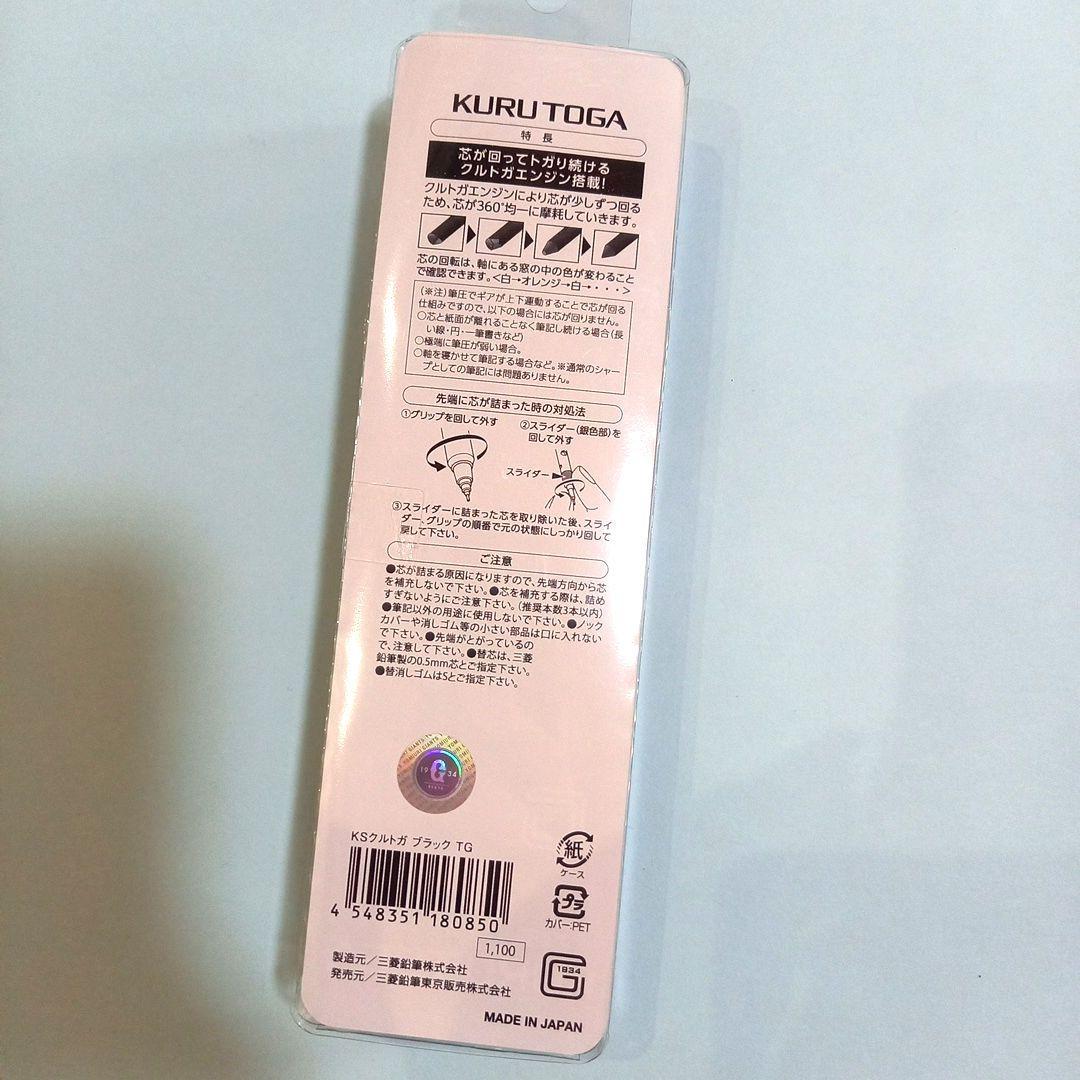 KURU TOGA
特長
芯が回ってトガり続ける
クルトガエンジン搭載!
クルトガエンジンにより芯が少しずつ回る
ため、芯が360°均一に摩耗していきます。
芯の回転は、軸にある窓の中の色が変わること
で確認できます。<白→オレンジ→白→・・・>
(※注)筆圧でギアが上下運動することで芯が回る
仕組みですので、以下の場合には芯が回りません。
○芯と紙面が離れることなく筆記し続ける場合(長
い線・円・一筆書きなど)
○極端に筆圧が弱い場合。
○軸を寝かせて筆記する場合など。※通常のシャー
プとしての筆記には問題ありません。
先端に芯が詰まった時の対処法
①グリップを回して外す
②スライダー(銀色部)を
回して外す
スライダー
③スライダーに詰まった芯を取り除いた後、スライ
ダー、グリップの順番で元の状態にしっかり回して
戻して下さい。
ご注意
●芯が詰まる原因になりますので、先端方向から芯
を補充しないで下さい。●芯を補充する際は、詰め
すぎないようにご注意下さい。(推奨本数3本以内)
●筆記以外の用途に使用しないで下さい。●ノック
カバーや消しゴム等の小さい部品は口に入れない
で下さい。●先端がとがっているの
で、注意して下さい。●替芯は、三菱
鉛筆製の0.5mm芯とご指定下さい。
●替消しゴムはSとご指定下さい。
19 G 34
KSクルトガ ブラック TG
4 548351 180850
紙
ケース
プラ
カバー:PET
1,100
製造元/三菱鉛筆株式会社
発売元/三菱鉛筆東京販売株式会社
1934
MADE IN JAPAN